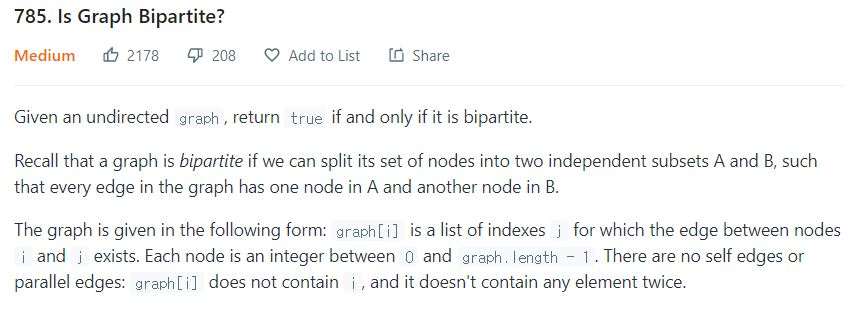 785. Is Graph Bipartite?
Medium 2178 208 Add to List Share
Given an undirected graph, return true if and only if it is bipartite.
Recall that a graph is bipartite if we can split its set of nodes into two independent subsets A and B, such
that every edge in the graph has one node in A and another node in B.
The graph is given in the following form: graph[i] is a list of indexes j for which the edge between nodes
i and j exists. Each node is an integer between 0 and graph.length - 1. There are no self edges or
parallel edges: graph[i] does not contain i, and it doesn't contain any element twice.